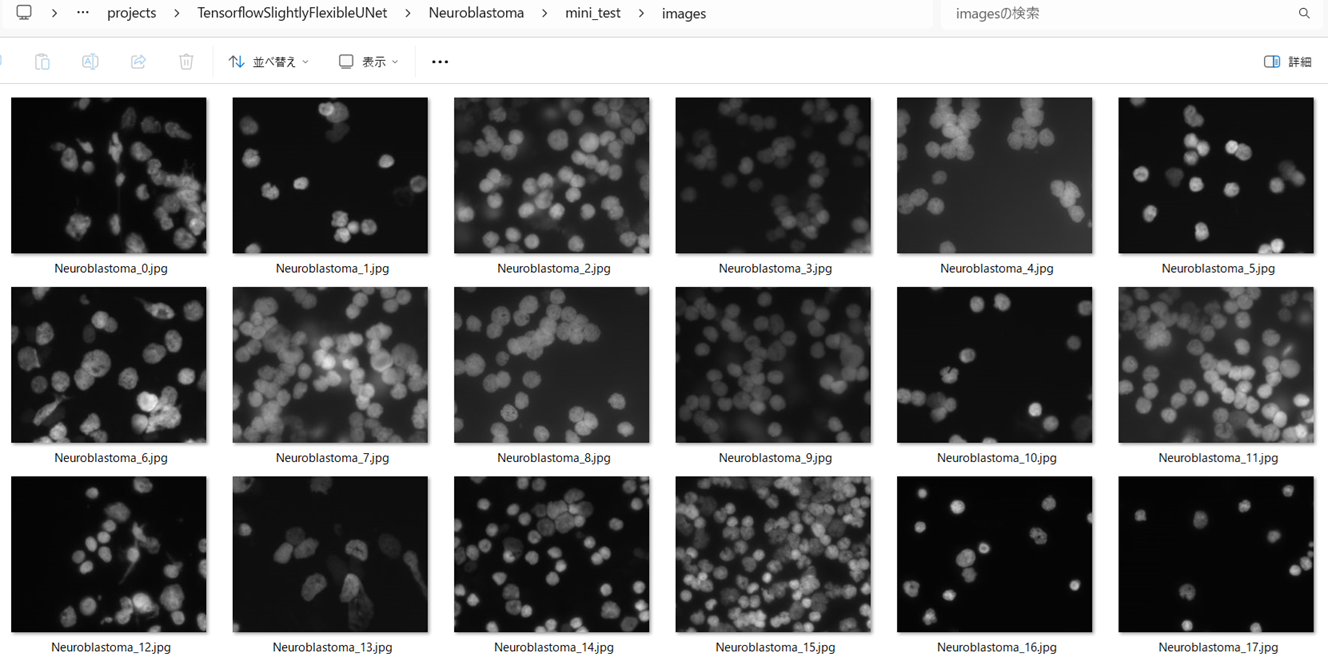 projects > TensorflowSlightlyFlexibleUNet > Neuroblastoma > mini_test > images
imagesの検索
並べ替え 表示 詳細
Neuroblastoma_0.jpg Neuroblastoma_1.jpg Neuroblastoma_2.jpg Neuroblastoma_3.jpg Neuroblastoma_4.jpg Neuroblastoma_5.jpg
Neuroblastoma_6.jpg Neuroblastoma_7.jpg Neuroblastoma_8.jpg Neuroblastoma_9.jpg Neuroblastoma_10.jpg Neuroblastoma_11.jpg
Neuroblastoma_12.jpg Neuroblastoma_13.jpg Neuroblastoma_14.jpg Neuroblastoma_15.jpg Neuroblastoma_16.jpg Neuroblastoma_17.jpg